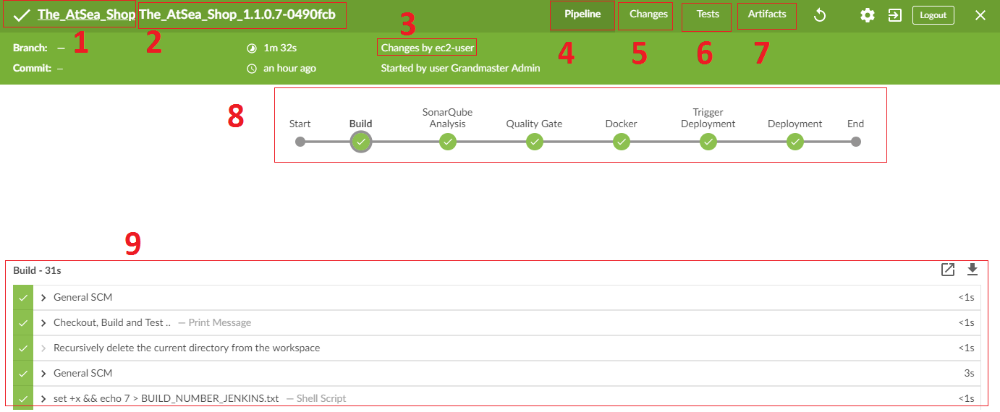 The_AtSea_Shop The_AtSea_Shop_1.1.0.7-0490fcb Pipeline Changes Tests Artifacts Logout
1 2 3 4 5 6 7
Branch: — 1m 32s Changes by ec2-user
Commit: – an hour ago Started by user Grandmaster Admin
8
Start Build SonarQube Analysis Quality Gate Docker Trigger Deployment Deployment End
9
Build - 31s
General SCM <1s
Checkout, Build and Test .. — Print Message <1s
Recursively delete the current directory from the workspace <1s
General SCM 3s
set +x && echo 7 > BUILD_NUMBER_JENKINS.txt — Shell Script <1s